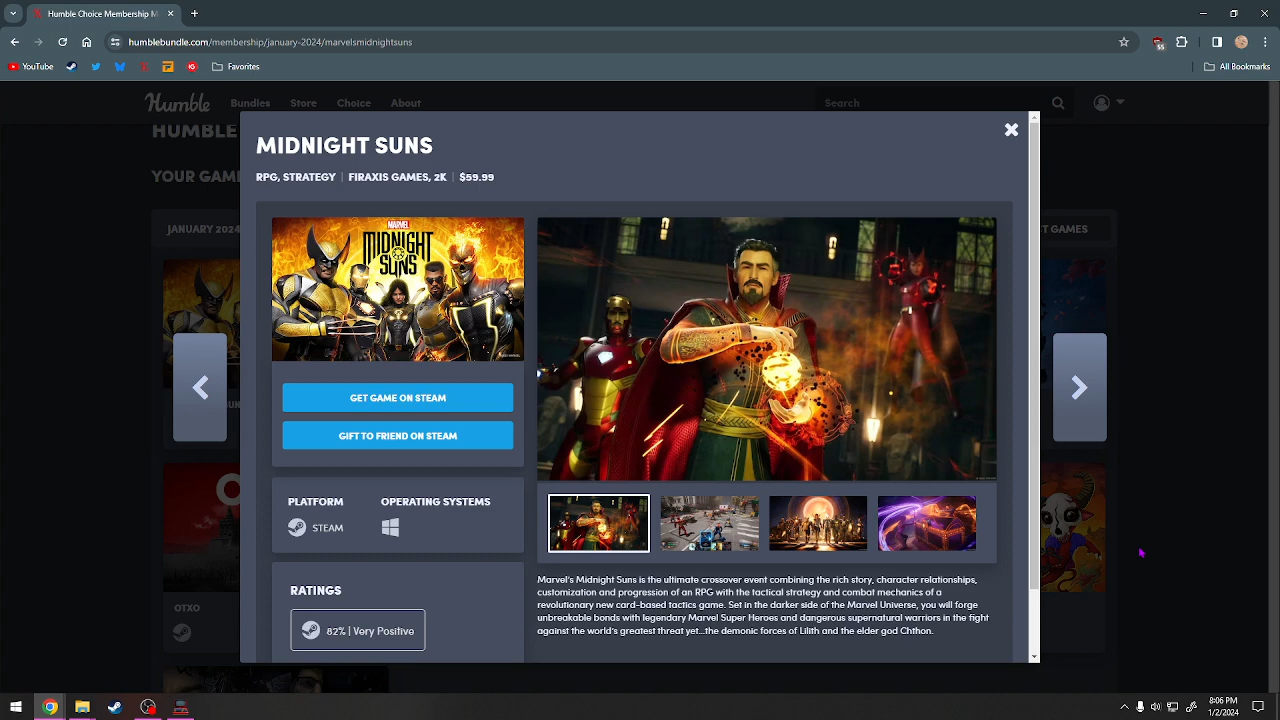 Humble Choice Membership M
humblebundle.com/membership/january-2024/marvelsmidnightsuns
55
YouTube
Favorites
All Bookmarks
Humble
Bundles
Store
Choice
About
Search
HUMBLE
YOUR GAM
JANUARY 2024
ST GAMES
MIDNIGHT SUNS
RPG, STRATEGY | FIRAXIS GAMES, 2K | $59.99
MARVEL
MIDNIGHT
SUNS
GET GAME ON STEAM
GIFT TO FRIEND ON STEAM
PLATFORM
OPERATING SYSTEMS
STEAM
RATINGS
82% | Very Positive
Marvel's Midnight Suns is the ultimate crossover event combining the rich story, character relationships,
customization and progression of an RPG with the tactical strategy and combat mechanics of a
revolutionary new card-based tactics game. Set in the darker side of the Marvel Universe, you will forge
unbreakable bonds with legendary Marvel Super Heroes and dangerous supernatural warriors in the fight
against the world's greatest threat yet...the demonic forces of Lilith and the elder god Chthon.
OTXO
8:06 PM
1/2/2024